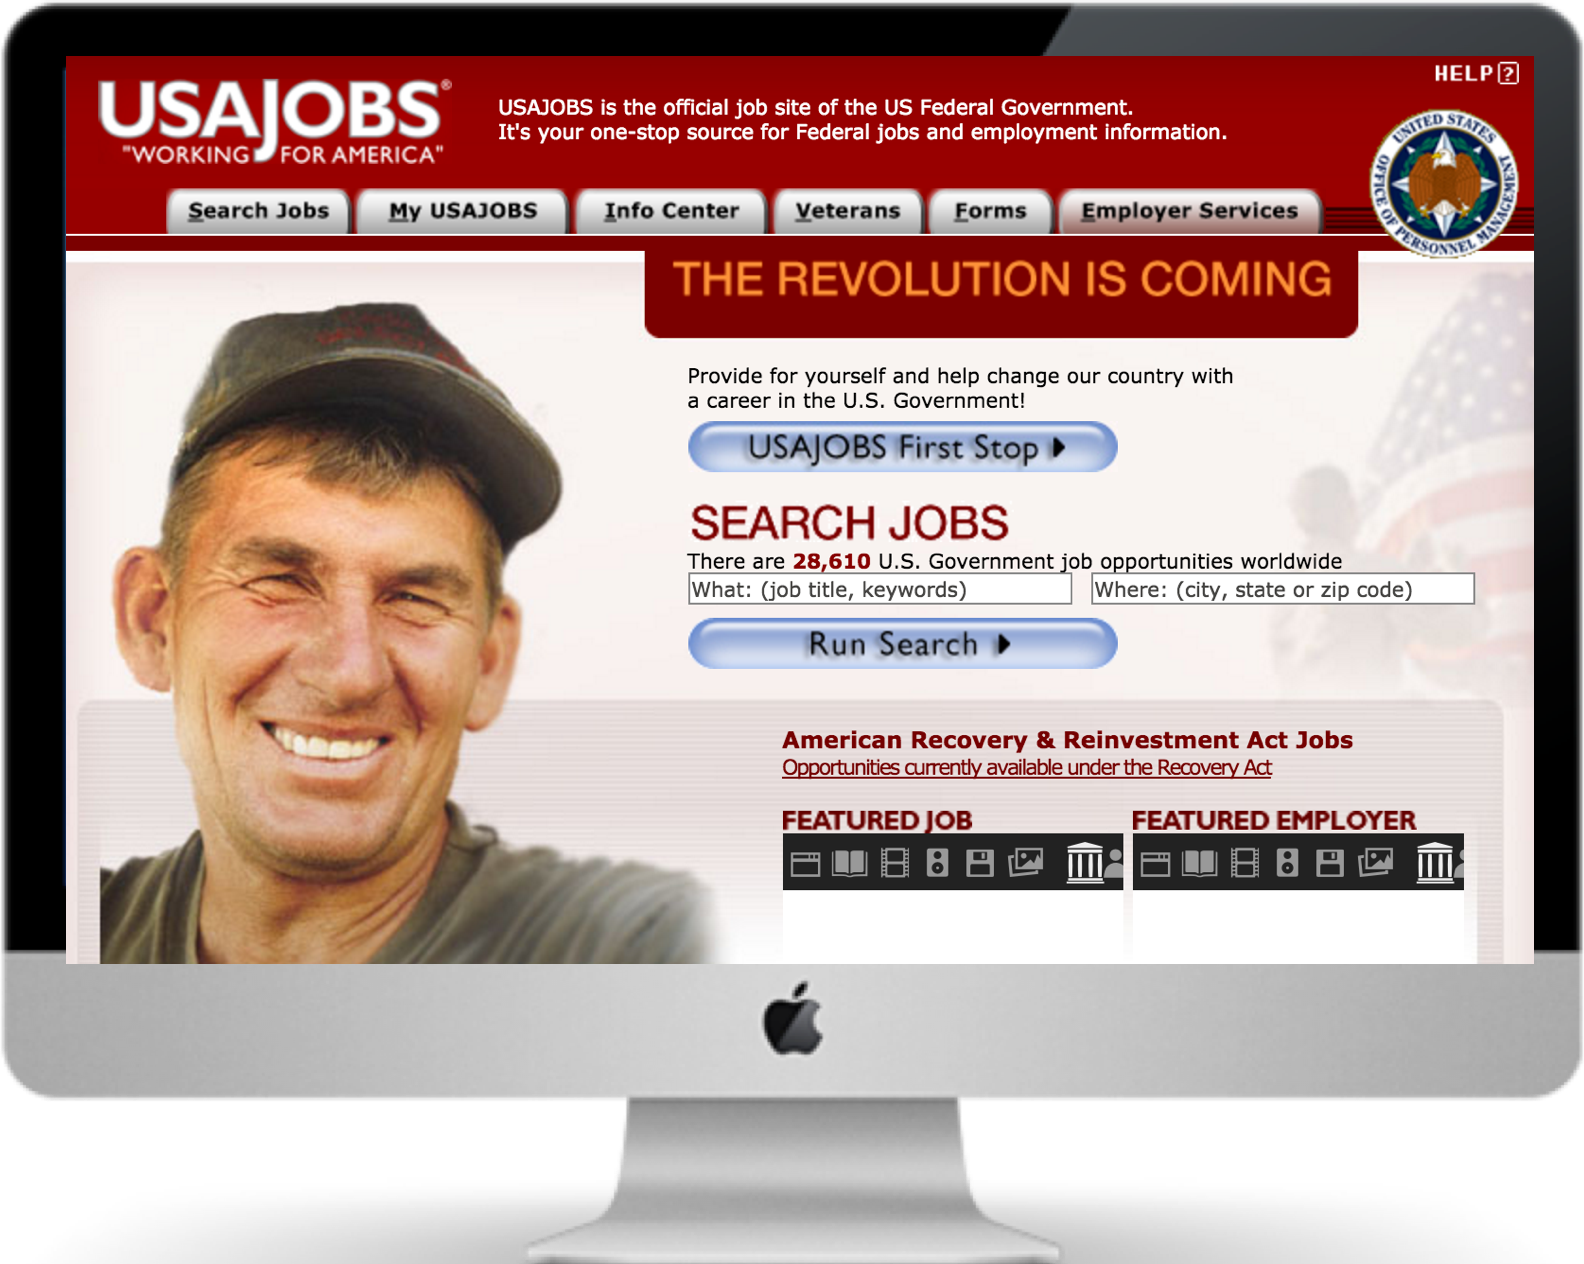 HELP ?
USAJOBS®
"WORKING FOR AMERICA"
USAJOBS is the official job site of the US Federal Government.
It's your one-stop source for Federal jobs and employment information.
UNITED STATES
OFFICE OF PERSONNEL MANAGEMENT
Search Jobs My USAJOBS Info Center Veterans Forms Employer Services
THE REVOLUTION IS COMING
Provide for yourself and help change our country with
a career in the U.S. Government!
USAJOBS First Stop
SEARCH JOBS
There are 28,610 U.S. Government job opportunities worldwide
What: (job title, keywords) Where: (city, state or zip code)
Run Search
American Recovery & Reinvestment Act Jobs
Opportunities currently available under the Recovery Act
FEATURED JOB FEATURED EMPLOYER